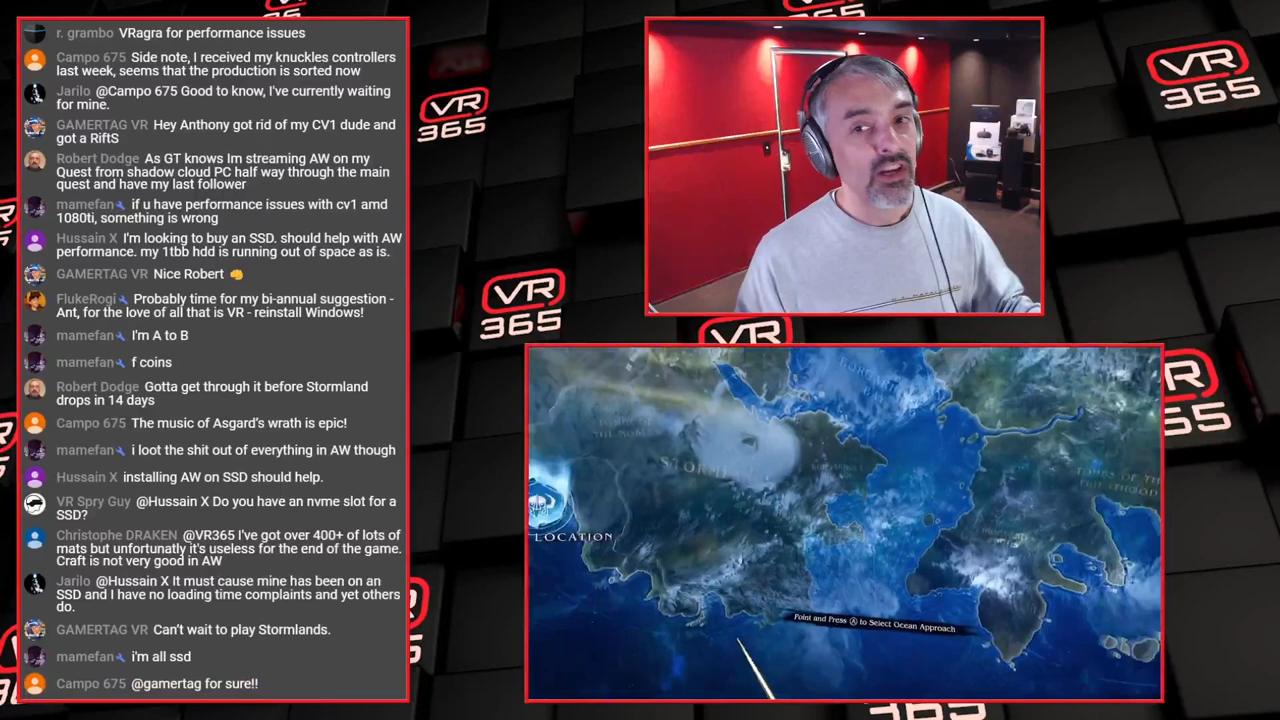 r. grambo VRagra for performance issues
Campo 675 Side note, I received my knuckles controllers
last week, seems that the production is sorted now
Jarilo @Campo 675 Good to know, I've currently waiting
for mine.
GAMERTAG VR Hey Anthony got rid of my CV1 dude and
got a RiftS
Robert Dodge As GT knows Im streaming AW on my
Quest from shadow cloud PC half way through the main
quest and have my last follower
mamefan if u have performance issues with cv1 amd
1080ti, something is wrong
Hussain X I'm looking to buy an SSD. should help with AW
performance. my 1tbb hdd is running out of space as is.
GAMERTAG VR Nice Robert
FlukeRogi Probably time for my bi-annual suggestion -
Ant, for the love of all that is VR - reinstall Windows!
mamefan I'm A to B
mamefan f coins
Robert Dodge Gotta get through it before Stormland
drops in 14 days
Campo 675 The music of Asgard's wrath is epic!
mamefan i loot the shit out of everything in AW though
Hussain X installing AW on SSD should help.
VR Spry Guy @Hussain X Do you have an nvme slot for a
SSD?
Christophe DRAKEN @VR365 I've got over 400+ of lots of
mats but unfortunatly it's useless for the end of the game.
Craft is not very good in AW
Jarilo @Hussain X It must cause mine has been on an
SSD and I have no loading time complaints and yet others
do.
GAMERTAG VR Can't wait to play Stormlands.
mamefan i'm all ssd
Campo 675 @gamertag for sure!!
VR
365
VR
365
VR
365
VR
LOCATION
Point and Press A to Select Ocean Approach
365